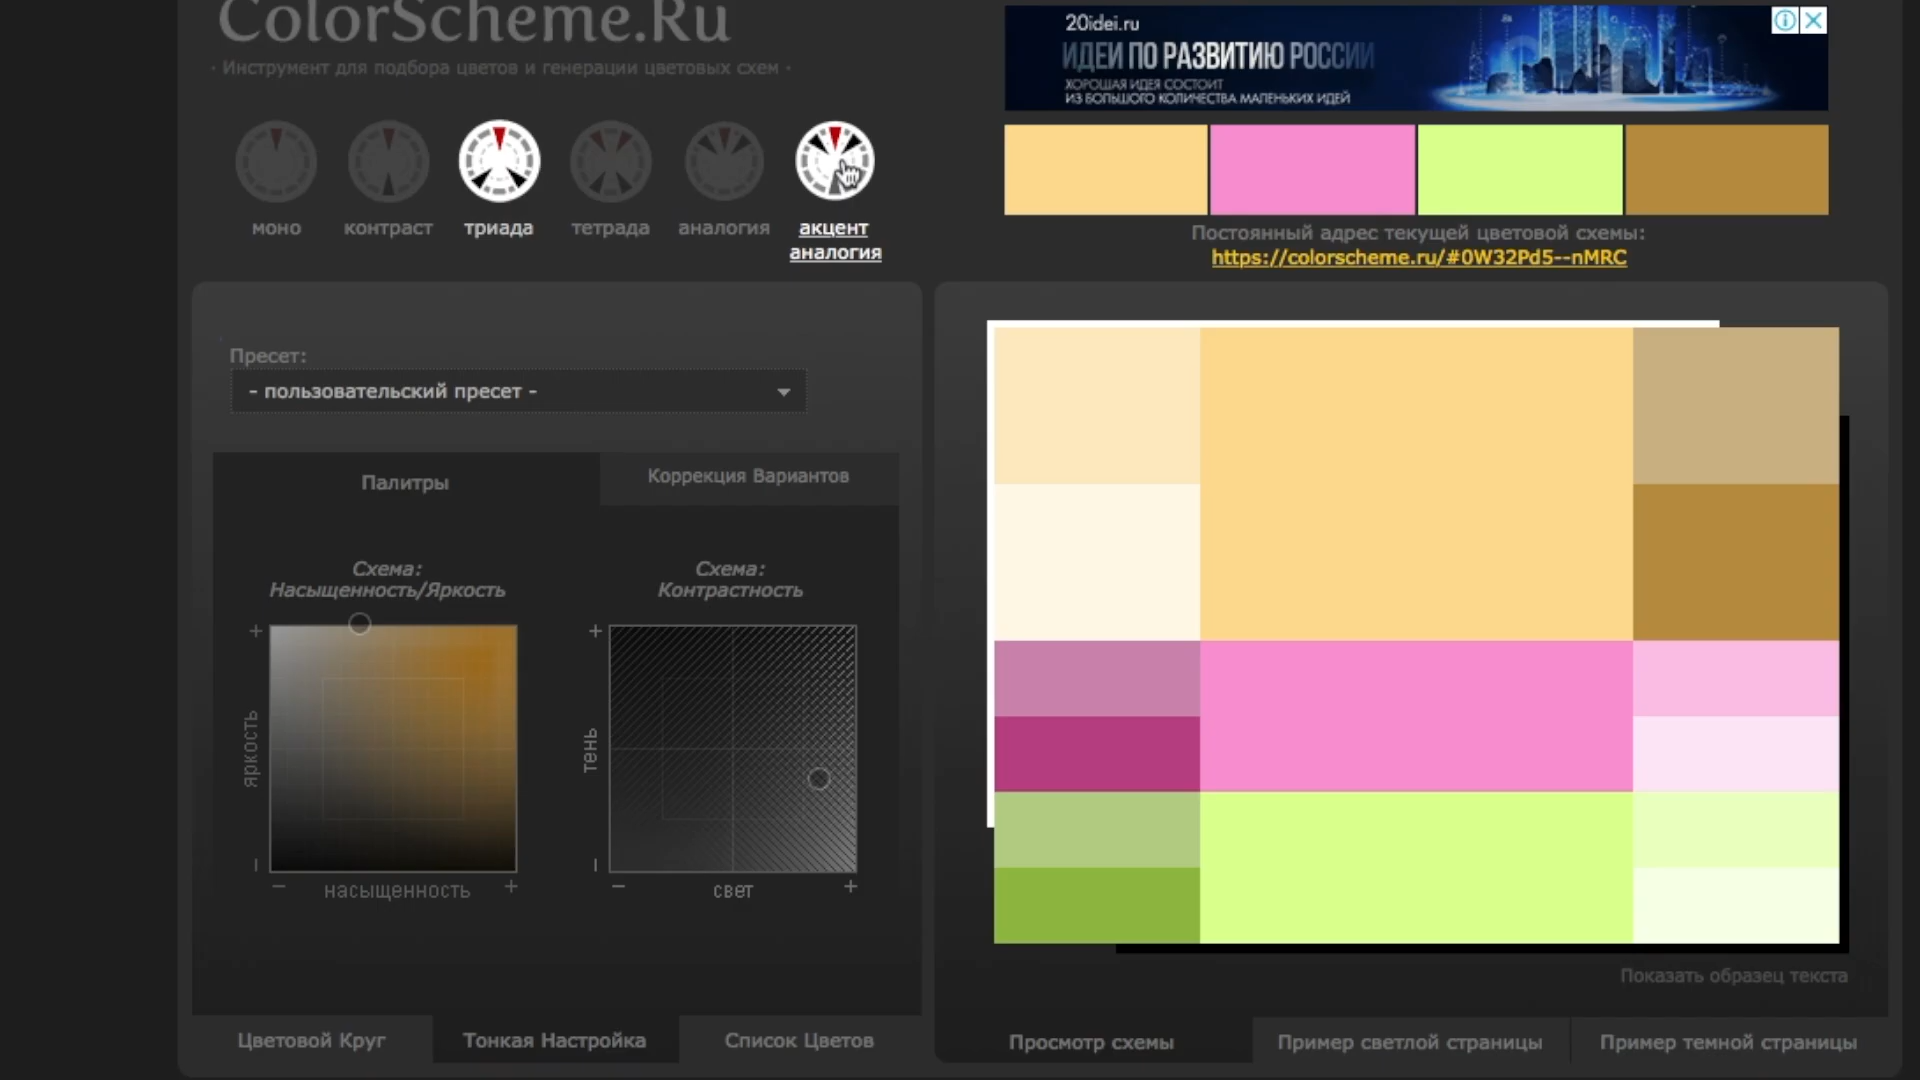 ColorScheme.Ru
· Инструмент для подбора цветов и генерации цветовых схем ·
20idei.ru
ИДЕИ ПО РАЗВИТИЮ РОССИИ
ХОРОШАЯ ИДЕЯ СОСТОИТ
ИЗ БОЛЬШОГО КОЛИЧЕСТВА МАЛЕНЬКИХ ИДЕЙ
моно
контраст
триада
тетрада
аналогия
акцент
аналогия
Постоянный адрес текущей цветовой схемы:
https://colorscheme.ru/#0W32Pd5--nMRC
Пресет:
- пользовательский пресет -
Палитры
Коррекция Вариантов
Схема:
Насыщенность/Яркость
+
яркость
–
–
насыщенность
+
Схема:
Контрастность
+
тень
–
–
свет
+
Показать образец текста
Цветовой Круг
Тонкая Настройка
Список Цветов
Просмотр схемы
Пример светлой страницы
Пример темной страницы